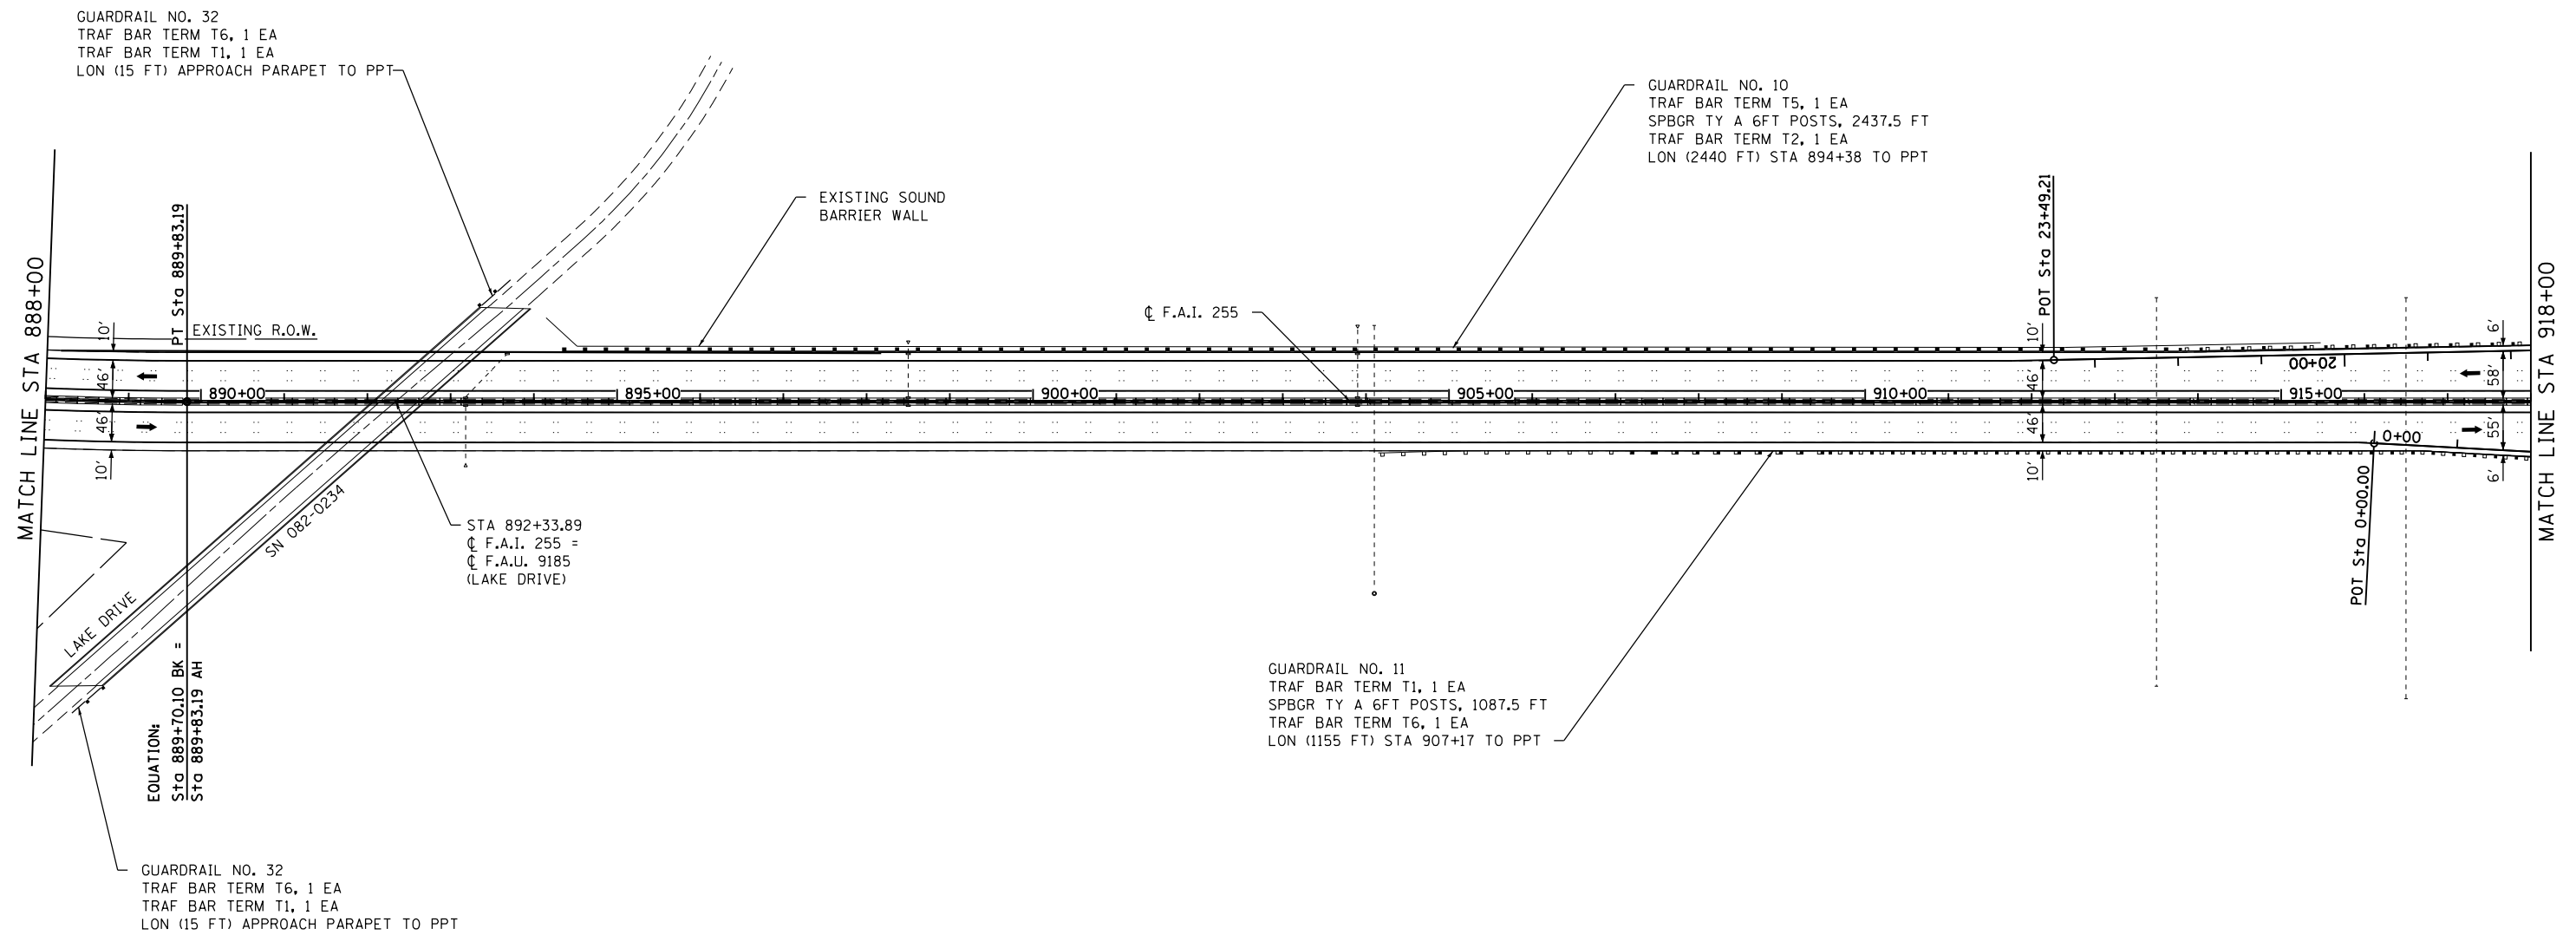 GUARDRAIL NO. 32
TRAF BAR TERM T6, 1 EA
TRAF BAR TERM T1, 1 EA
LON (15 FT) APPROACH PARAPET TO PPT
GUARDRAIL NO. 10
TRAF BAR TERM T5, 1 EA
SPBGR TY A 6FT POSTS, 2437.5 FT
TRAF BAR TERM T2, 1 EA
LON (2440 FT) STA 894+38 TO PPT
EXISTING SOUND
BARRIER WALL
MATCH LINE STA 888+00
PT Sta 889+83.19
EXISTING R.O.W.
℄ F.A.I. 255
POT Sta 23+49.21
MATCH LINE STA 918+00
10'
10'
6'
46'
46'
58'
20+00
890+00
895+00
900+00
905+00
910+00
915+00
46'
46'
55'
0+00
10'
10'
6'
POT Sta 0+00.00
SN 082-0234
LAKE DRIVE
STA 892+33.89
℄ F.A.I. 255 =
℄ F.A.U. 9185
(LAKE DRIVE)
EQUATION:
Sta 889+70.10 BK =
Sta 889+83.19 AH
GUARDRAIL NO. 11
TRAF BAR TERM T1, 1 EA
SPBGR TY A 6FT POSTS, 1087.5 FT
TRAF BAR TERM T6, 1 EA
LON (1155 FT) STA 907+17 TO PPT
GUARDRAIL NO. 32
TRAF BAR TERM T6, 1 EA
TRAF BAR TERM T1, 1 EA
LON (15 FT) APPROACH PARAPET TO PPT